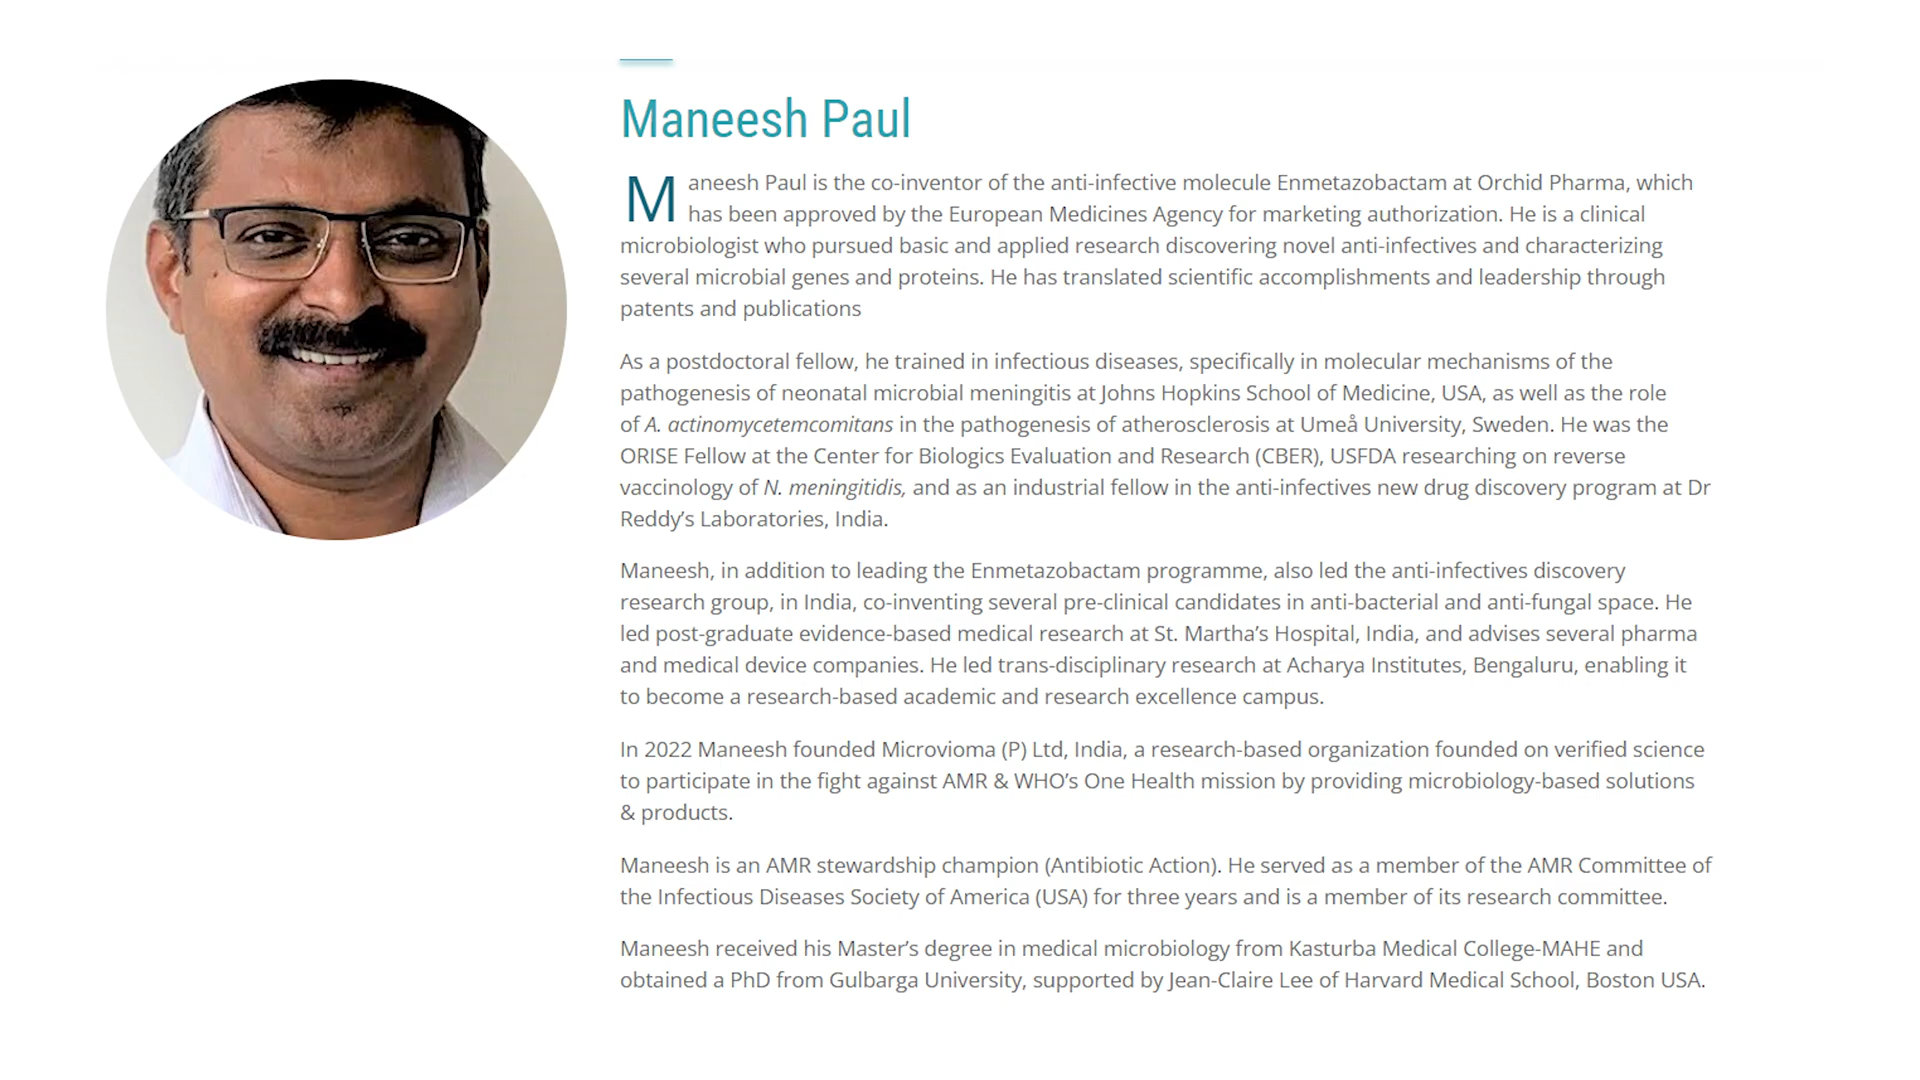 Maneesh Paul
Maneesh Paul is the co-inventor of the anti-infective molecule Enmetazobactam at Orchid Pharma, which
has been approved by the European Medicines Agency for marketing authorization. He is a clinical
microbiologist who pursued basic and applied research discovering novel anti-infectives and characterizing
several microbial genes and proteins. He has translated scientific accomplishments and leadership through
patents and publications
As a postdoctoral fellow, he trained in infectious diseases, specifically in molecular mechanisms of the
pathogenesis of neonatal microbial meningitis at Johns Hopkins School of Medicine, USA, as well as the role
of A. actinomycetemcomitans in the pathogenesis of atherosclerosis at Umeå University, Sweden. He was the
ORISE Fellow at the Center for Biologics Evaluation and Research (CBER), USFDA researching on reverse
vaccinology of N. meningitidis, and as an industrial fellow in the anti-infectives new drug discovery program at Dr
Reddy’s Laboratories, India.
Maneesh, in addition to leading the Enmetazobactam programme, also led the anti-infectives discovery
research group, in India, co-inventing several pre-clinical candidates in anti-bacterial and anti-fungal space. He
led post-graduate evidence-based medical research at St. Martha’s Hospital, India, and advises several pharma
and medical device companies. He led trans-disciplinary research at Acharya Institutes, Bengaluru, enabling it
to become a research-based academic and research excellence campus.
In 2022 Maneesh founded Microvioma (P) Ltd, India, a research-based organization founded on verified science
to participate in the fight against AMR & WHO’s One Health mission by providing microbiology-based solutions
& products.
Maneesh is an AMR stewardship champion (Antibiotic Action). He served as a member of the AMR Committee of
the Infectious Diseases Society of America (USA) for three years and is a member of its research committee.
Maneesh received his Master’s degree in medical microbiology from Kasturba Medical College-MAHE and
obtained a PhD from Gulbarga University, supported by Jean-Claire Lee of Harvard Medical School, Boston USA.